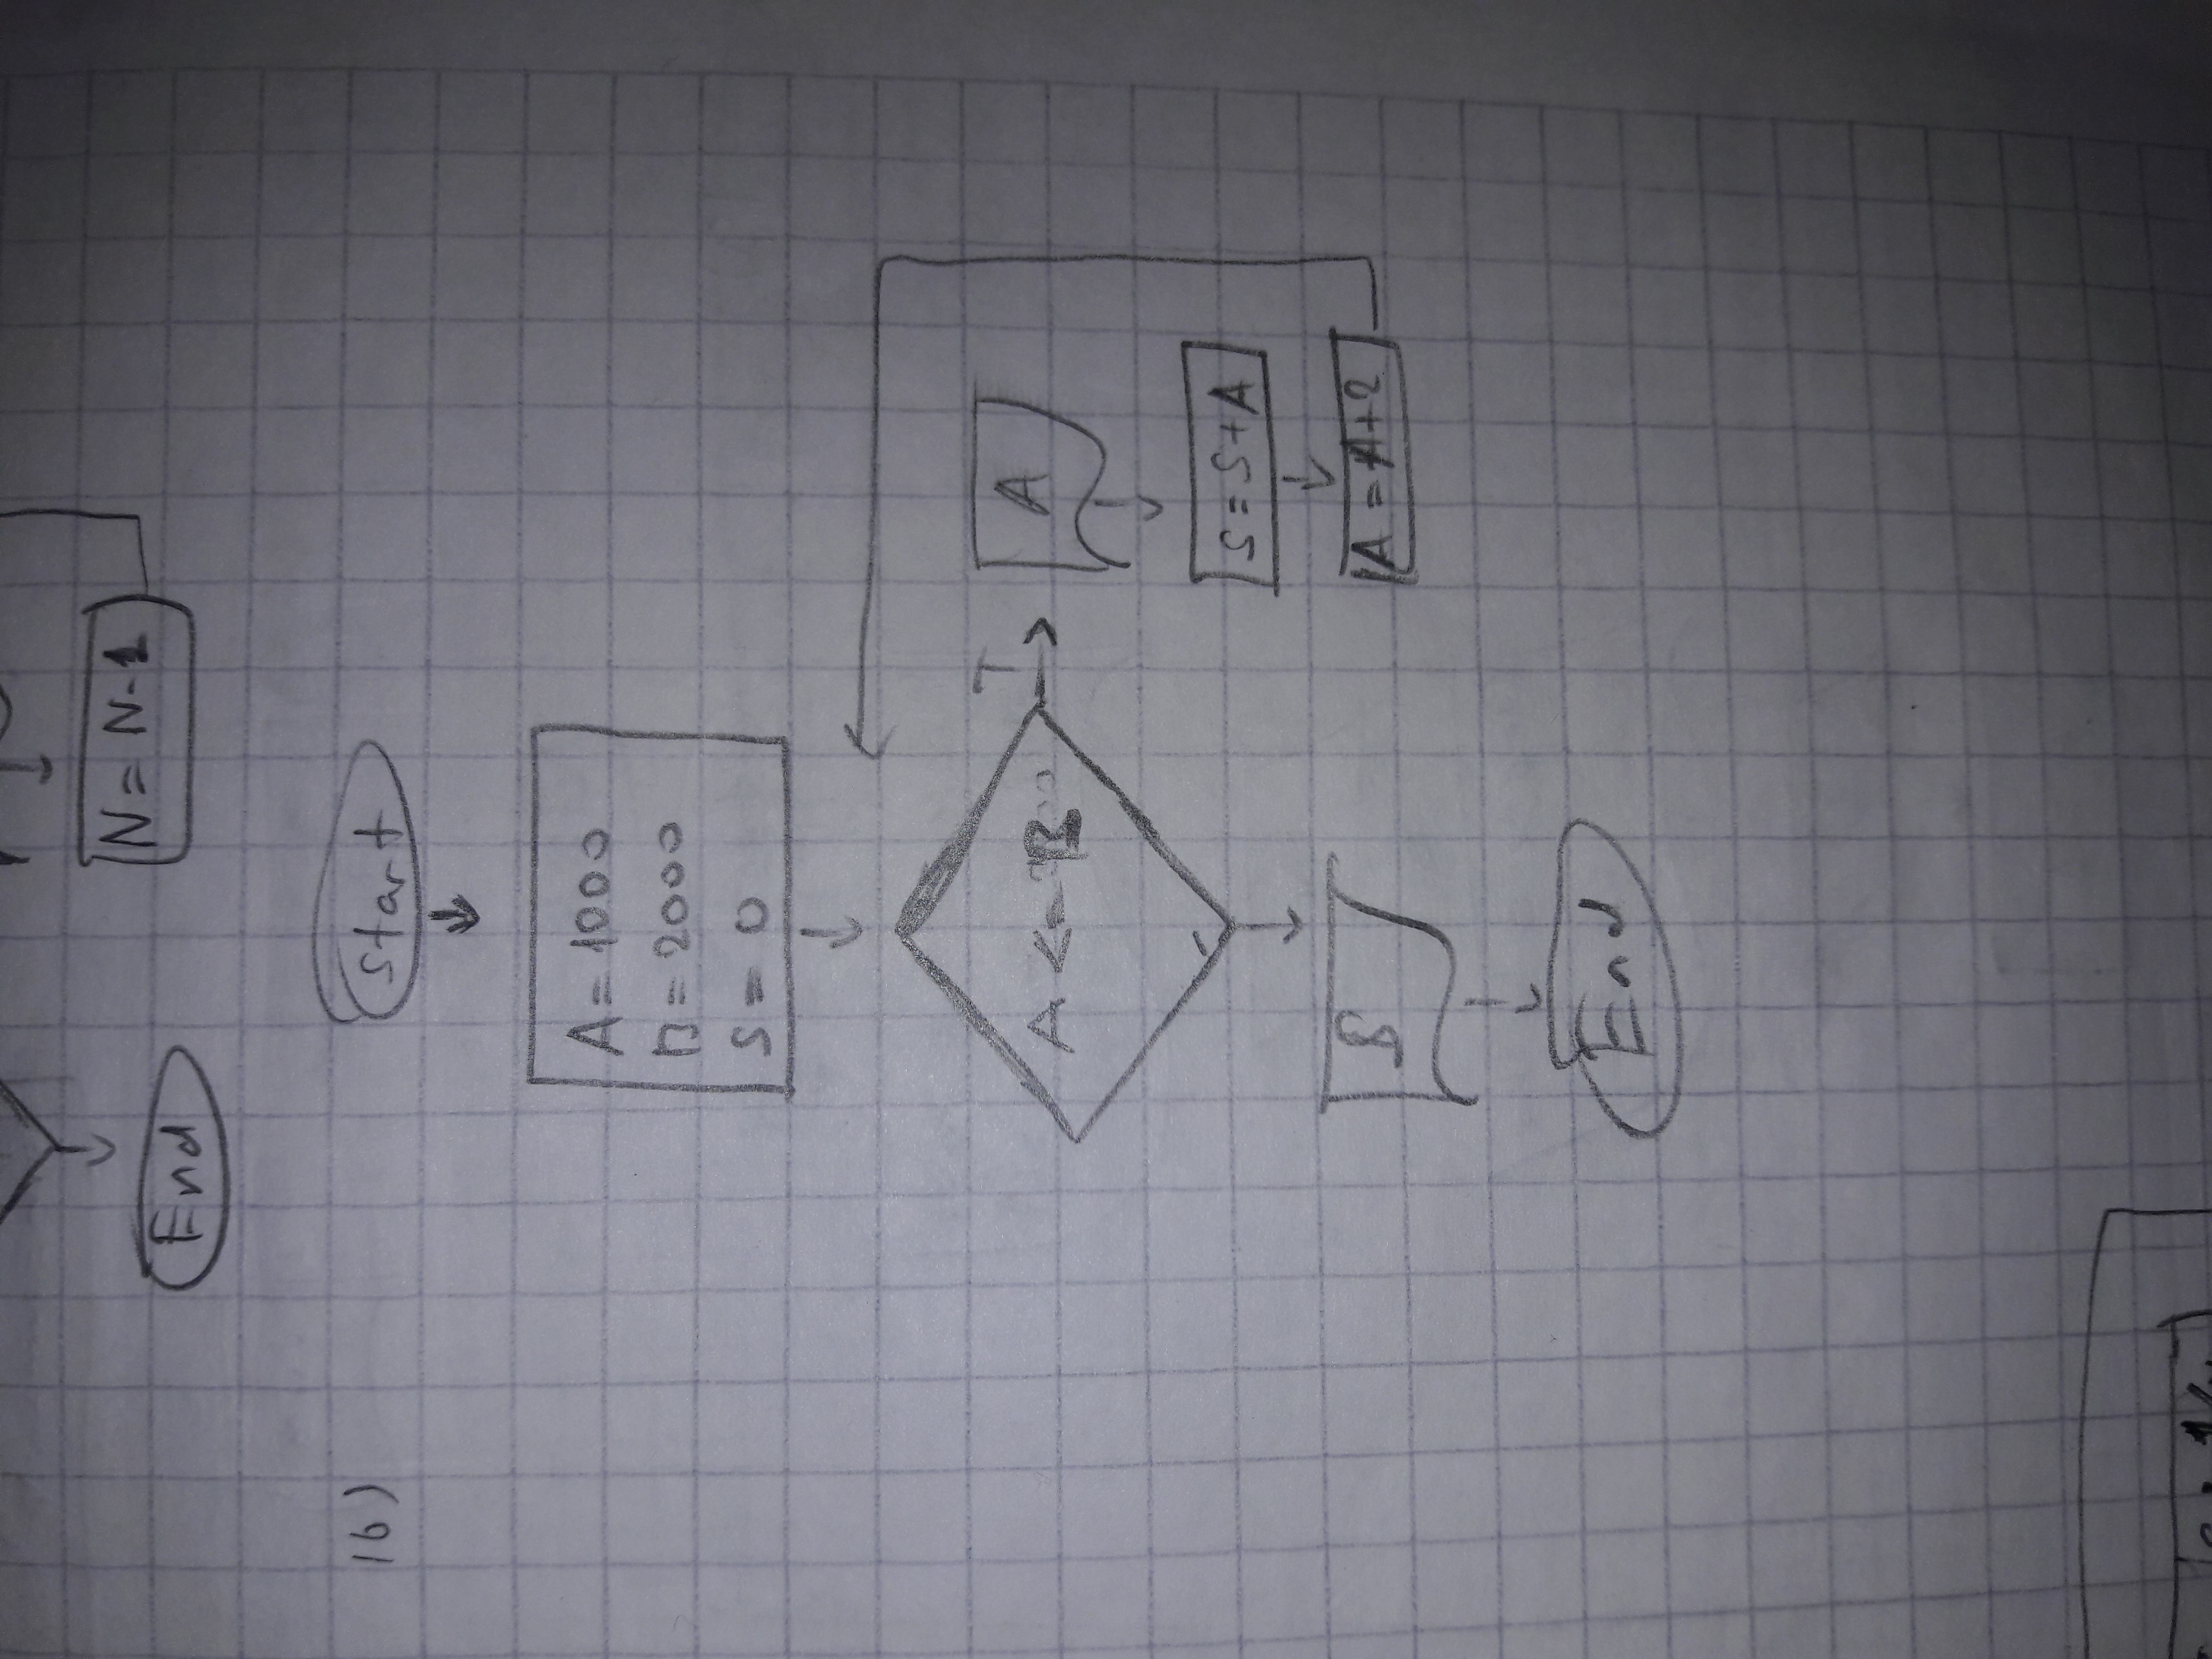 N = N-1
End
16)
Start
A = 1000
B = 2000
S = 0
A <= B
T
A
S = S+A
A = A+2
S
End